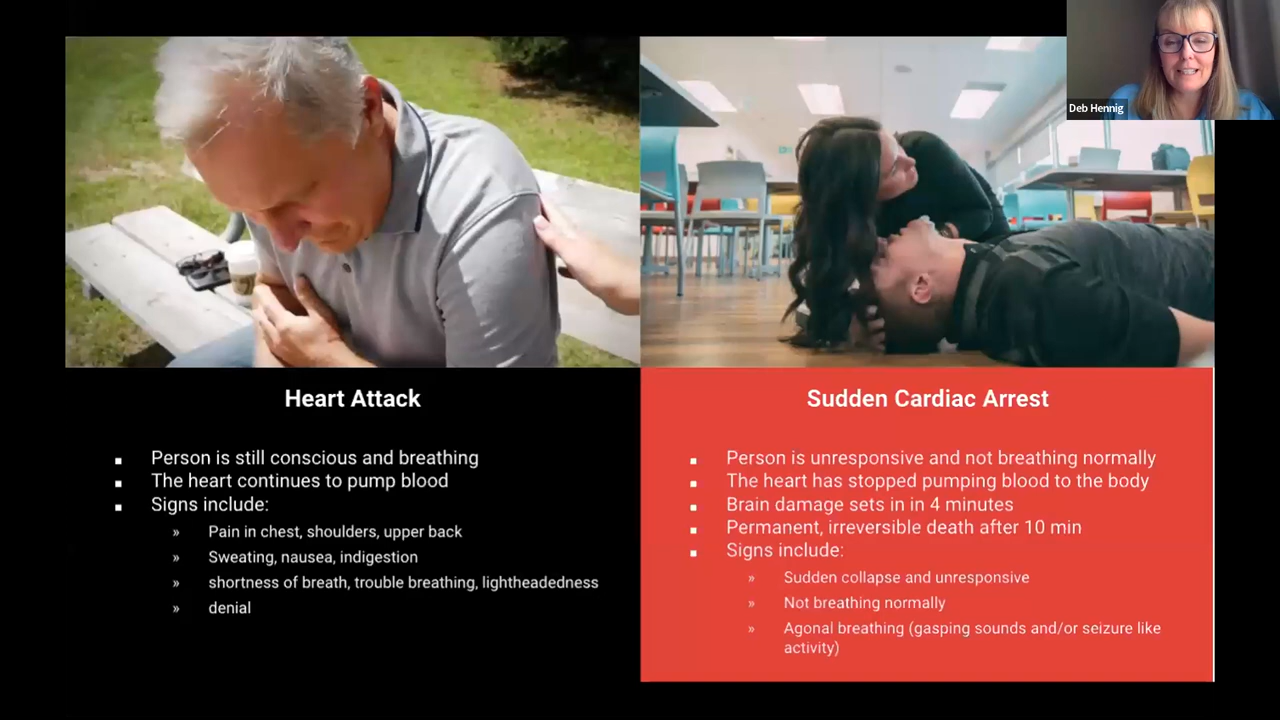 Deb Hennig
Heart Attack
Person is still conscious and breathing
The heart continues to pump blood
Signs include:
Pain in chest, shoulders, upper back
Sweating, nausea, indigestion
shortness of breath, trouble breathing, lightheadedness
denial
Sudden Cardiac Arrest
Person is unresponsive and not breathing normally
The heart has stopped pumping blood to the body
Brain damage sets in in 4 minutes
Permanent, irreversible death after 10 min
Signs include:
Sudden collapse and unresponsive
Not breathing normally
Agonal breathing (gasping sounds and/or seizure like
activity)